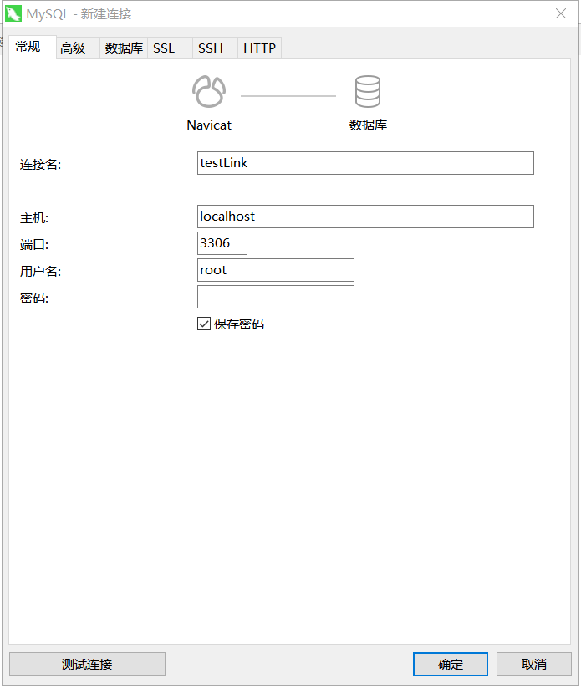 MySQL - 新建连接
常规 高级 数据库 SSL SSH HTTP
Navicat 数据库
连接名: testLink
主机: localhost
端口: 3306
用户名: root
密码:
保存密码
测试连接 确定 取消